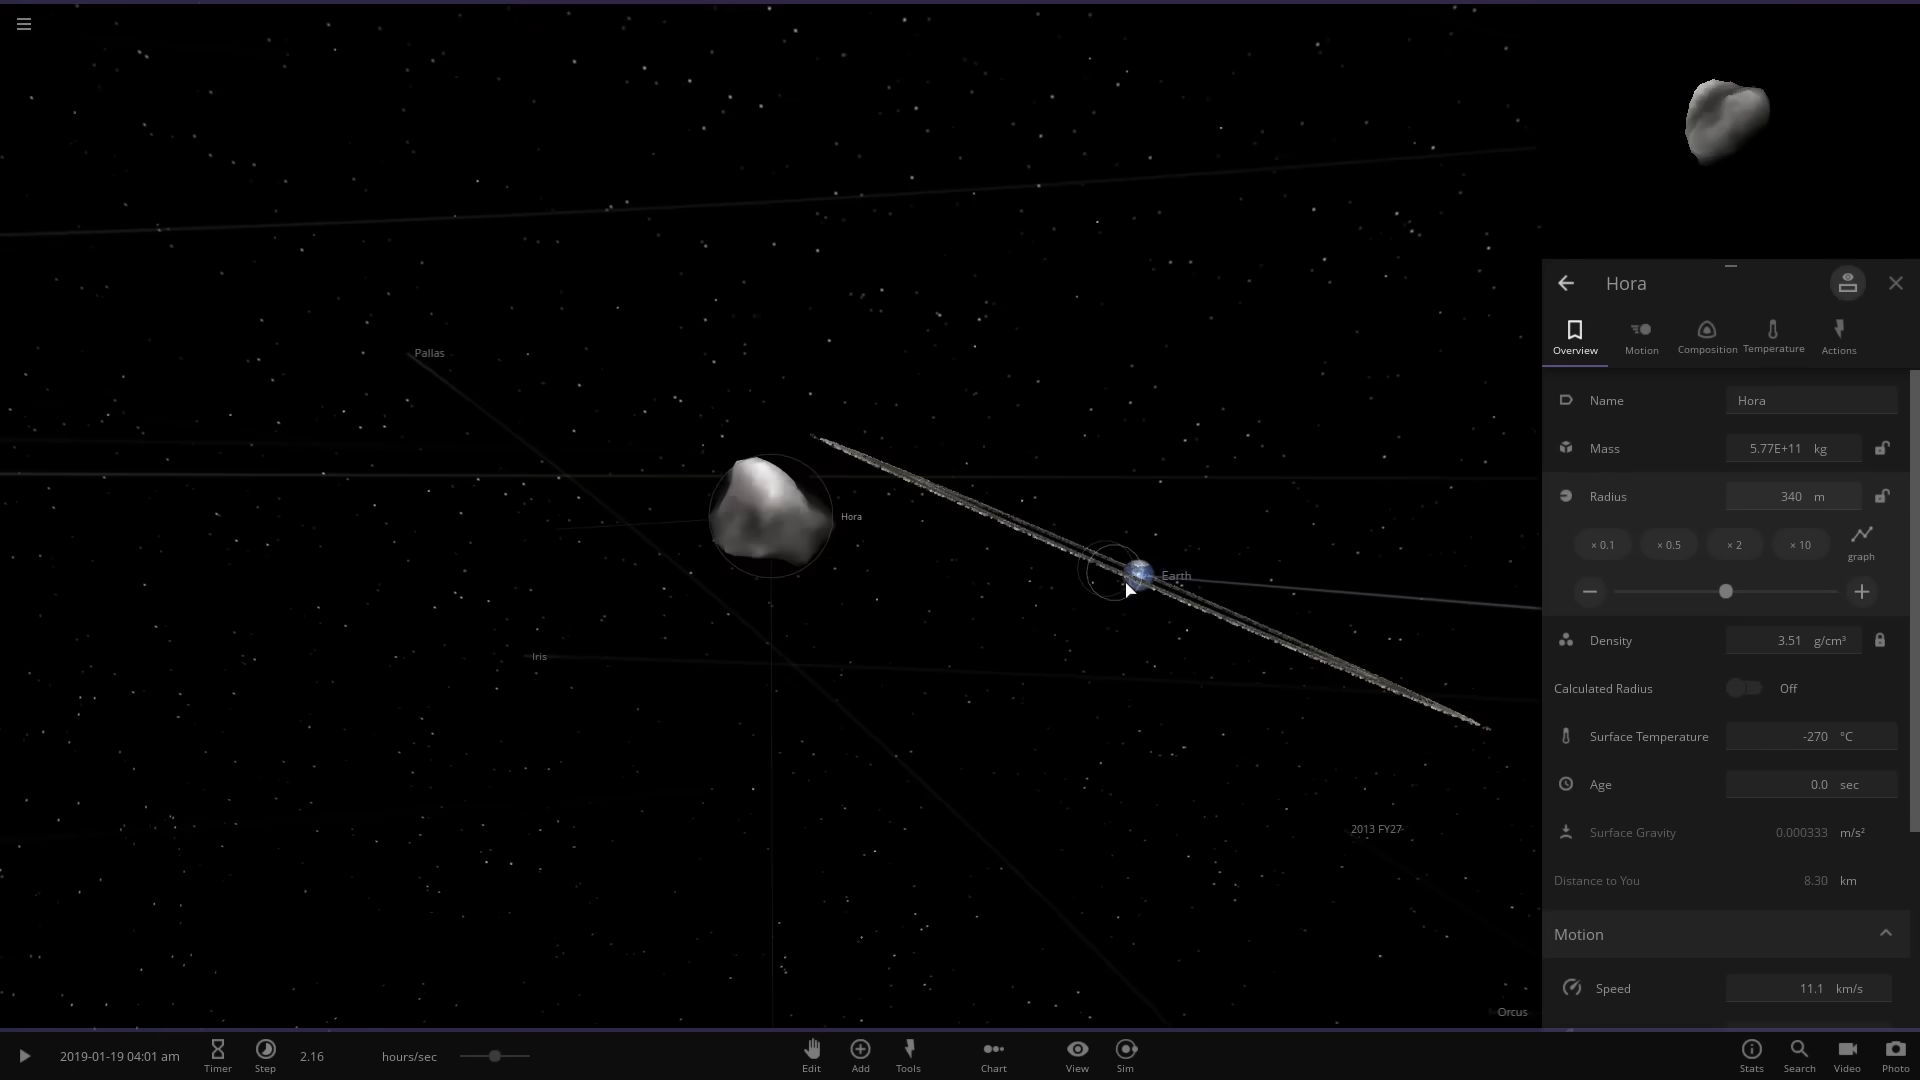 Pallas
Hora
Earth
Iris
2013 FY27
Orcus
Hora
Overview
Motion
Composition
Temperature
Actions
Name Hora
Mass 5.77E+11 kg
Radius 340 m
× 0.1 × 0.5 × 2 × 10 graph
Density 3.51 g/cm³
Calculated Radius Off
Surface Temperature -270 °C
Age 0.0 sec
Surface Gravity 0.000333 m/s²
Distance to You 8.30 km
Motion
Speed 11.1 km/s
2019-01-19 04:01 am
Timer
Step
2.16 hours/sec
Edit
Add
Tools
Chart
View
Sim
Stats
Search
Video
Photo